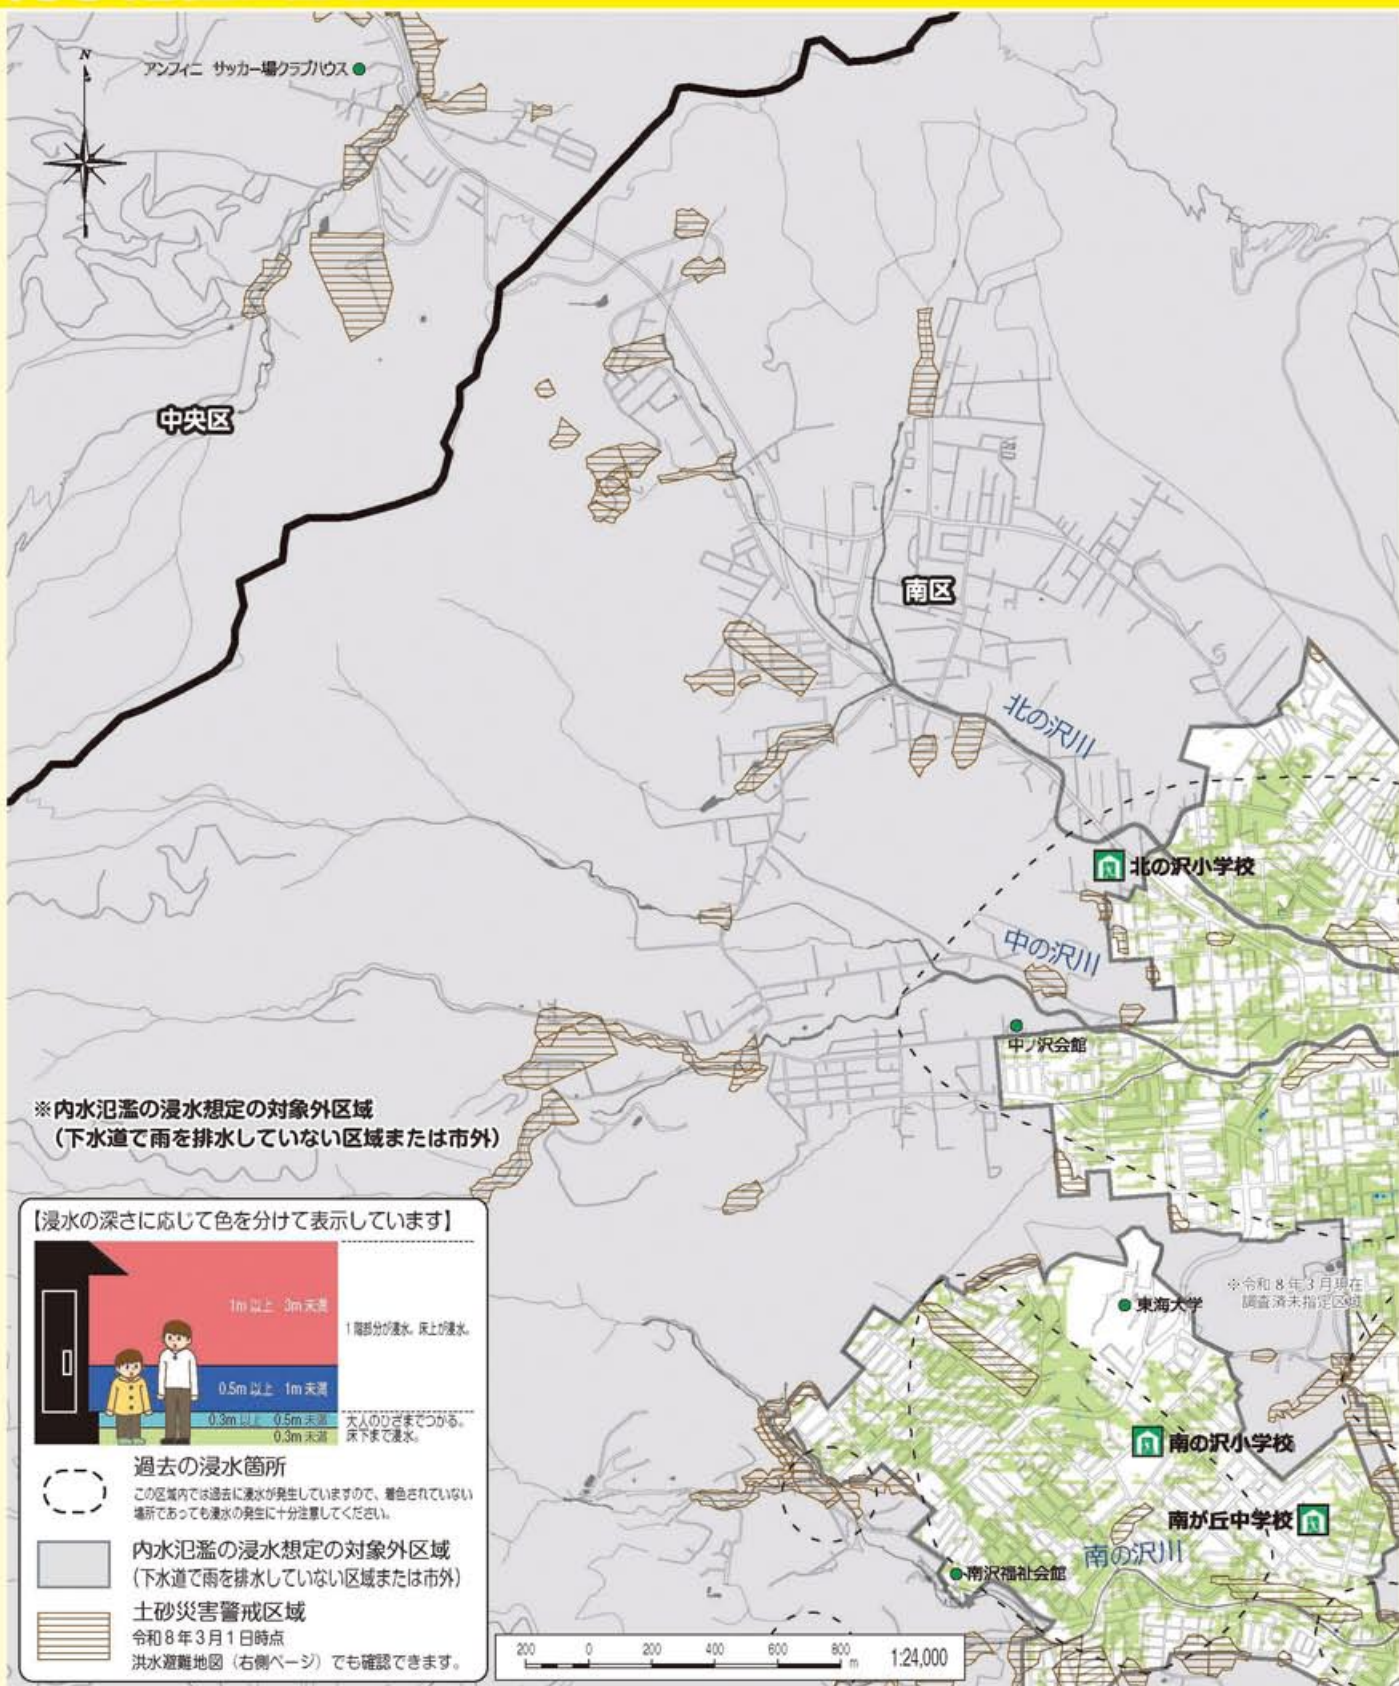 N
アンフィニ サッカー場クラブハウス
中央区
南区
北の沢川
北の沢小学校
中の沢川
中ノ沢会館
※内水氾濫の浸水想定の対象外区域
(下水道で雨を排水していない区域または市外)
※令和8年3月現在
調査済未指定区域
東海大学
南の沢小学校
南が丘中学校
南の沢川
南沢福祉会館
【浸水の深さに応じて色を分けて表示しています】
1m以上 3m未満
1階部分が浸水。床上が浸水。
0.5m以上 1m未満
0.3m以上 0.5m未満
大人のひざまでつかる。
0.3m未満
床下まで浸水。
過去の浸水箇所
この区域内では過去に浸水が発生していますので、着色されていない
場所であっても浸水の発生に十分注意してください。
内水氾濫の浸水想定の対象外区域
(下水道で雨を排水していない区域または市外)
土砂災害警戒区域
令和8年3月1日時点
洪水避難地図(右側ページ)でも確認できます。
200 0 200 400 600 800 m 1:24,000